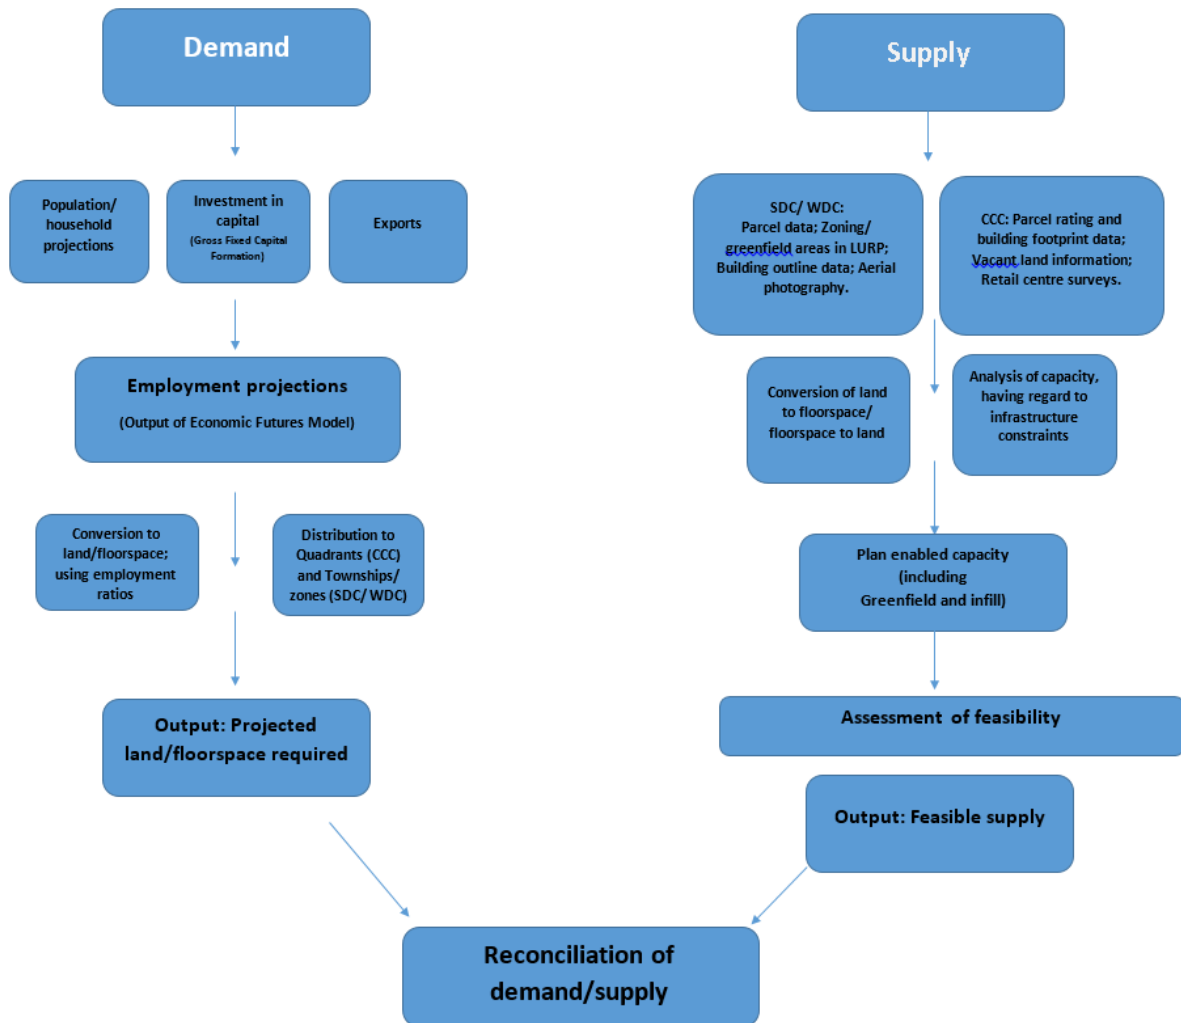 Demand
Supply
Population/
household
projections
Investment in
capital
(Gross Fixed Capital
Formation)
Exports
SDC/ WDC:
Parcel data; Zoning/
greenfield areas in LURP;
Building outline data; Aerial
photography.
CCC: Parcel rating and
building footprint data;
Vacant land information;
Retail centre surveys.
Employment projections
(Output of Economic Futures Model)
Conversion of land
to floorspace/
floorspace to land
Analysis of capacity,
having regard to
infrastructure
constraints
Conversion to
land/floorspace;
using employment
ratios
Distribution to
Quadrants (CCC)
and Townships/
zones (SDC/ WDC)
Plan enabled capacity
(including
Greenfield and infill)
Output: Projected
land/floorspace required
Assessment of feasibility
Output: Feasible supply
Reconciliation of
demand/supply